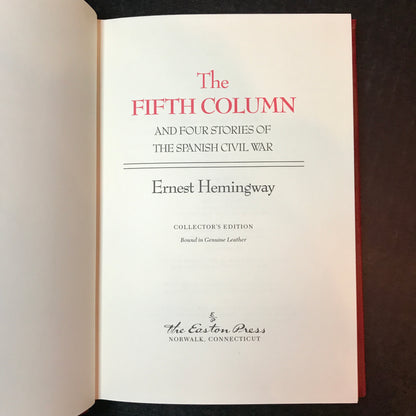 The
FIFTH COLUMN
AND FOUR STORIES OF
THE SPANISH CIVIL WAR
Ernest Hemingway
COLLECTOR'S EDITION
Bound in Genuine Leather
The Easton Press
NORWALK, CONNECTICUT